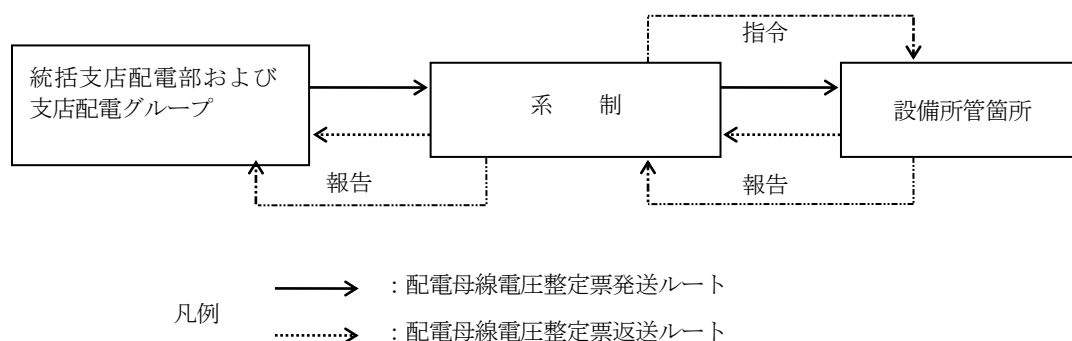 指令
統括支店配電部および
支店配電グループ
系 制
設備所管箇所
報告
報告
凡例
：配電母線電圧整定票発送ルート
：配電母線電圧整定票返送ルート